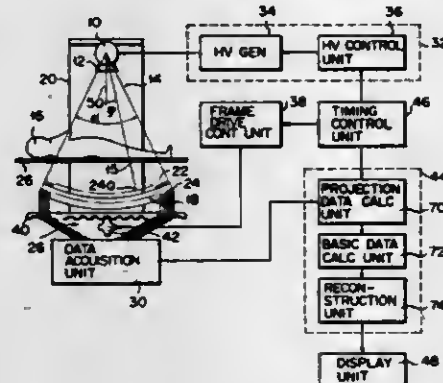 10
34
36
32
12
HV GEN
HV CONTROL UNIT
20
14
50
38
46
16
FRAME DRIVE CONT UNIT
TIMING CONTROL UNIT
26
15
22
240
24
44
18
PROJECTION DATA CALC UNIT
70
40
28
42
DATA ACQUISITION UNIT
BASIC DATA CALC UNIT
72
30
RECON-STRUCTION UNIT
74
DISPLAY UNIT
48